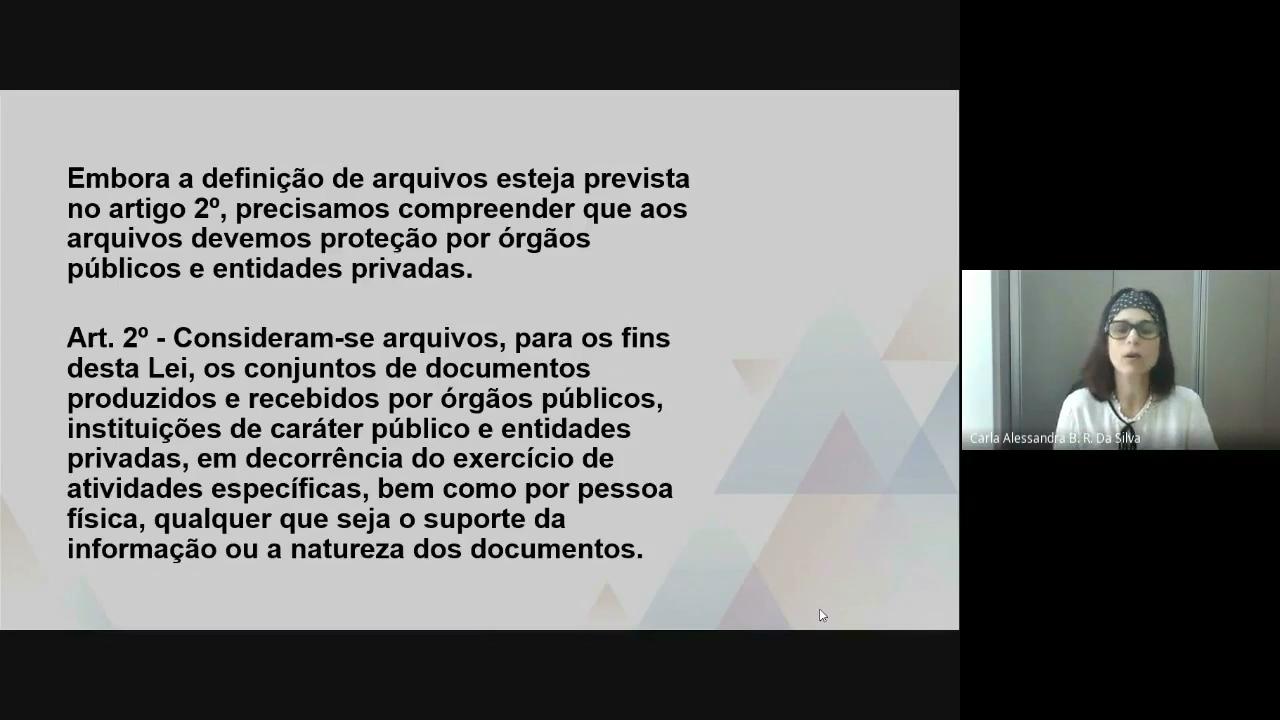 Embora a definição de arquivos esteja prevista
no artigo 2º, precisamos compreender que aos
arquivos devemos proteção por órgãos
públicos e entidades privadas.
Art. 2º - Consideram-se arquivos, para os fins
desta Lei, os conjuntos de documentos
produzidos e recebidos por órgãos públicos,
instituições de caráter público e entidades
privadas, em decorrência do exercício de
atividades específicas, bem como por pessoa
física, qualquer que seja o suporte da
informação ou a natureza dos documentos.
Carla Alessandra B. R. Da Silva